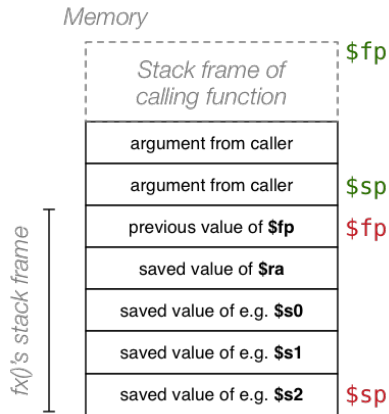 Memory
$fp
Stack frame of
calling function
argument from caller
argument from caller
$sp
previous value of $fp
$fp
saved value of $ra
saved value of e.g. $s0
saved value of e.g. $s1
saved value of e.g. $s2
$sp
fx()'s stack frame